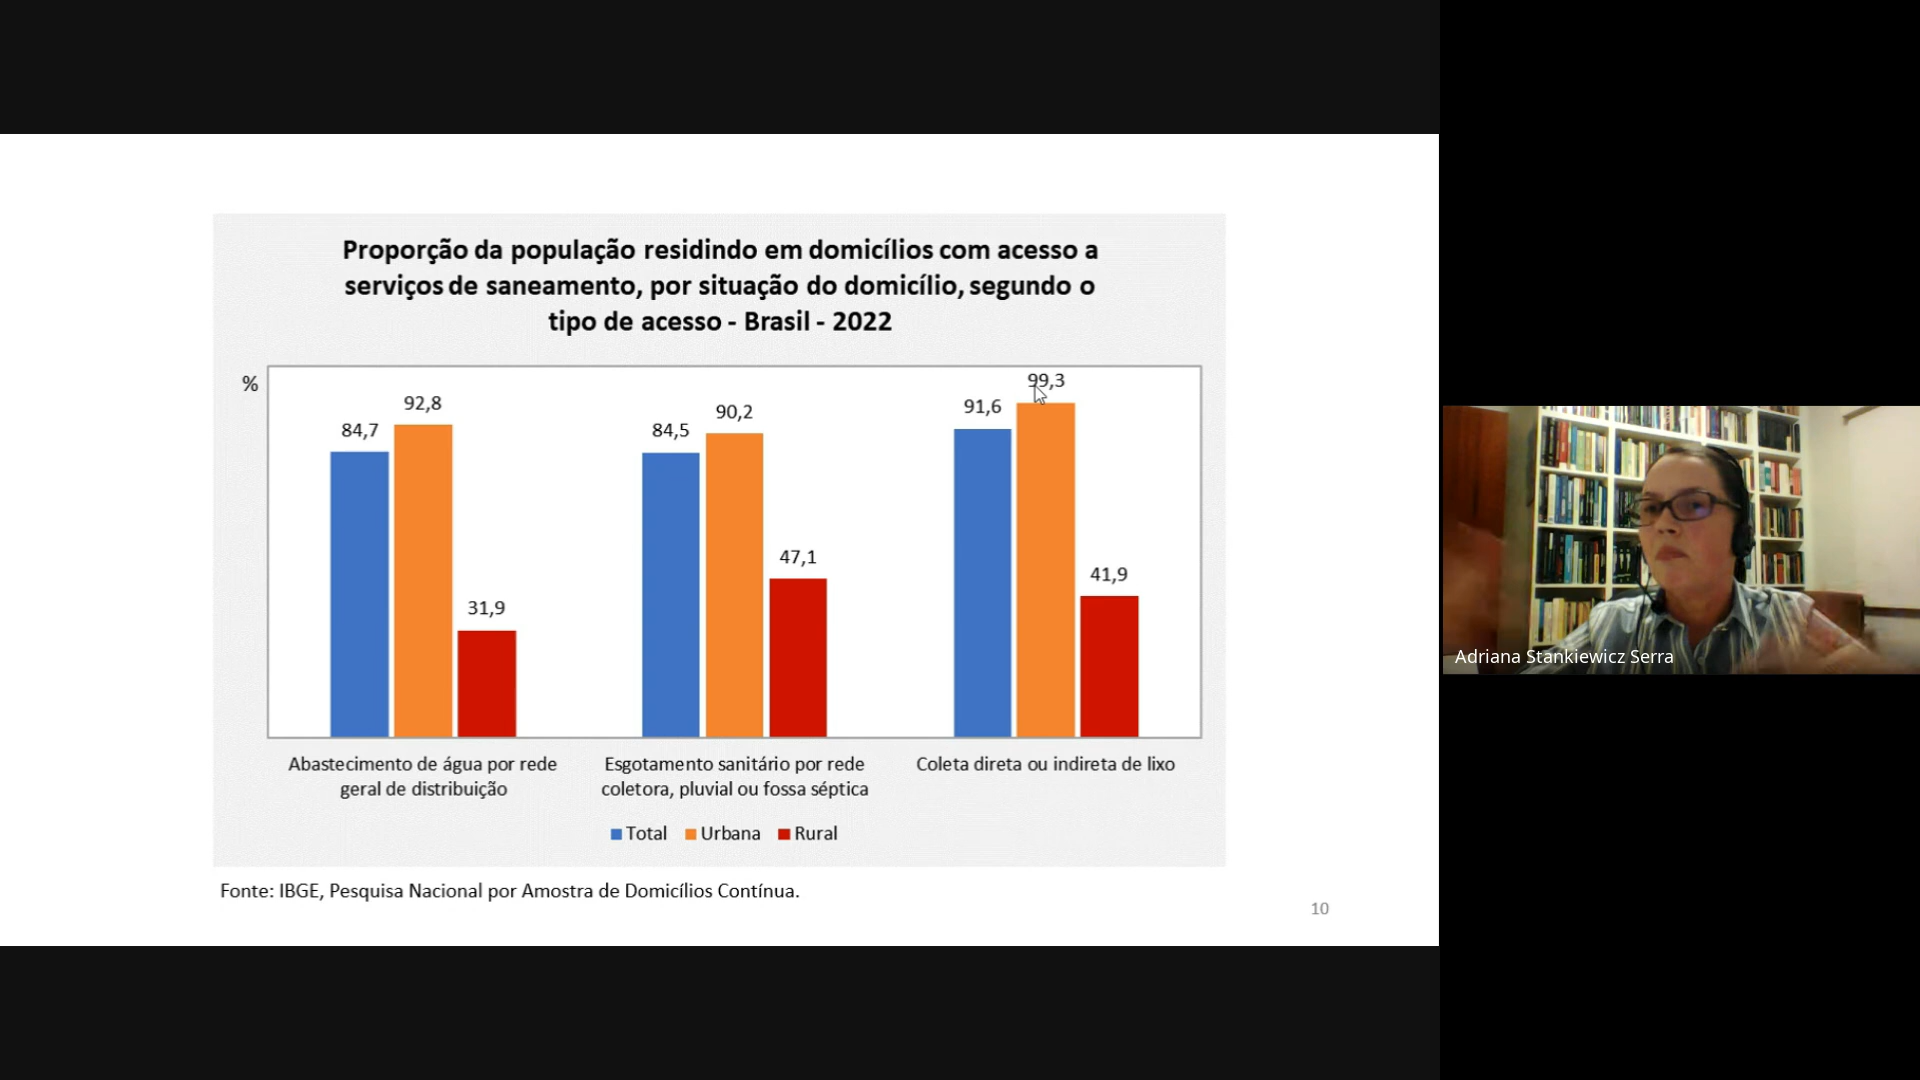 Proporção da população residindo em domicílios com acesso a
serviços de saneamento, por situação do domicílio, segundo o
tipo de acesso - Brasil - 2022
%
84,7
92,8
31,9
84,5
90,2
47,1
91,6
99,3
41,9
Abastecimento de água por rede
geral de distribuição
Esgotamento sanitário por rede
coletora, pluvial ou fossa séptica
Coleta direta ou indireta de lixo
Total Urbana Rural
Fonte: IBGE, Pesquisa Nacional por Amostra de Domicílios Contínua.
10
Adriana Stankiewicz Serra